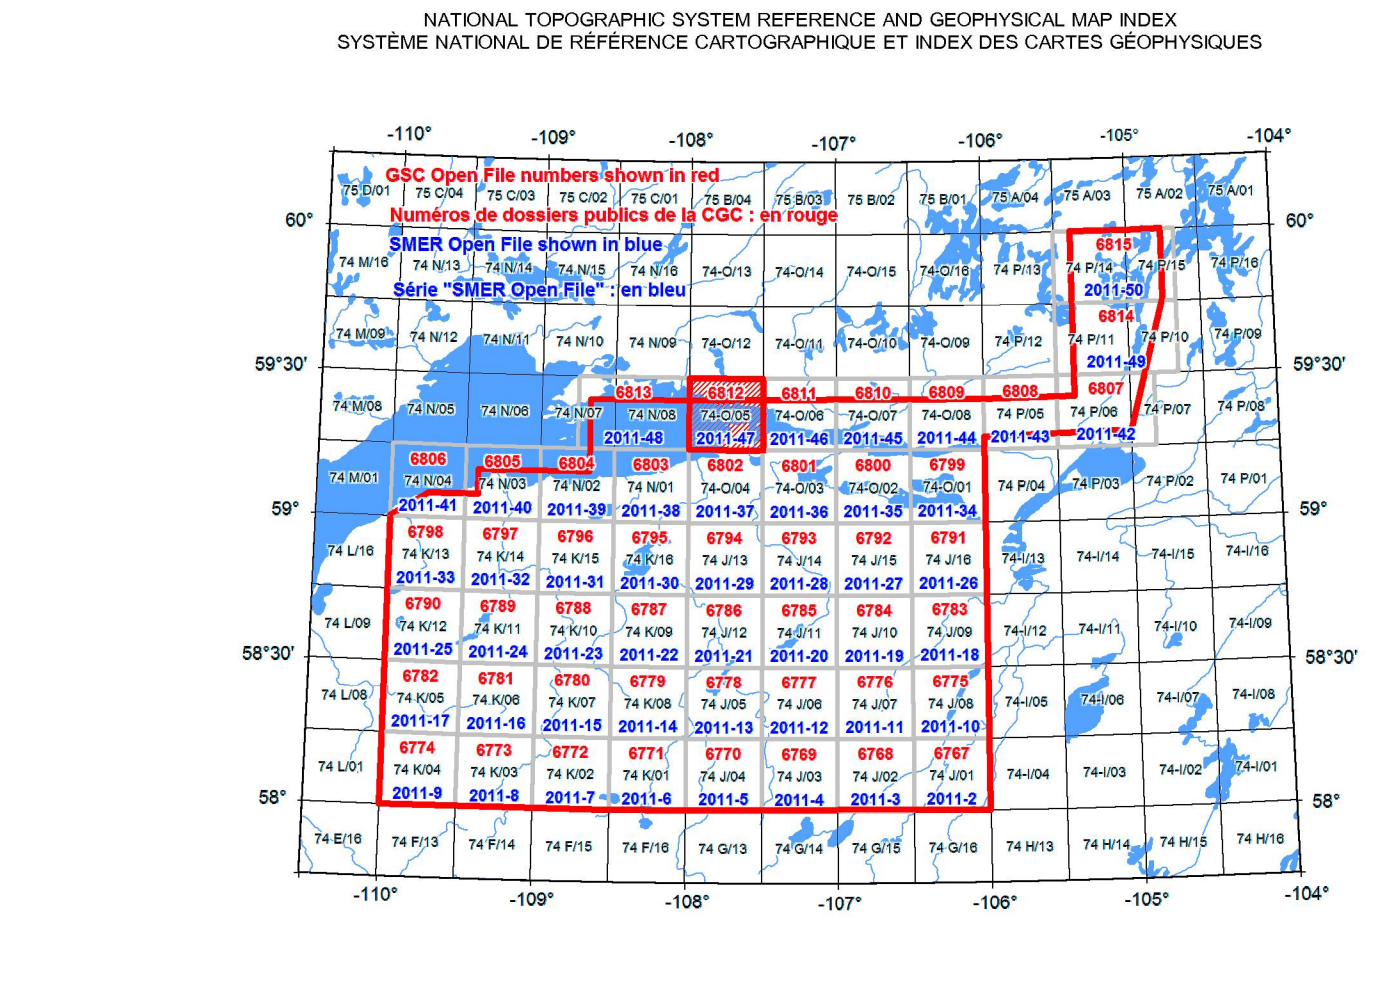 NATIONAL TOPOGRAPHIC SYSTEM REFERENCE AND GEOPHYSICAL MAP INDEX
SYSTÈME NATIONAL DE RÉFÉRENCE CARTOGRAPHIQUE ET INDEX DES CARTES GÉOPHYSIQUES
-110° -109° -108° -107° -106° -105° -104°
GSC Open File numbers shown in red
75 D/01 75 C/04 75 C/03 75 C/02 75 C/01 75 B/04 75 B/03 75 B/02 75 B/01 75 A/04 75 A/03 75 A/02 75 A/01
Numéros de dossiers publics de la CGC : en rouge
60° 60°
SMER Open File shown in blue 6815
74 M/16 74 N/13 74 N/14 74 N/15 74 N/16 74-O/13 74-O/14 74-O/15 74-O/16 74 P/13 74 P/14 74 P/15 74 P/16
Série "SMER Open File" : en bleu 2011-50
6814
74 M/09 74 N/12 74 N/11 74 N/10 74 N/09 74-O/12 74-O/11 74-O/10 74-O/09 74 P/12 74 P/11 74 P/10 74 P/09
2011-49
59°30' 59°30'
6813 6812 6811 6810 6809 6808 6807
74 M/08 74 N/05 74 N/06 74 N/07 74 N/08 74-O/05 74-O/06 74-O/07 74-O/08 74 P/05 74 P/06 74 P/07 74 P/08
2011-48 2011-47 2011-46 2011-45 2011-44 2011-43 2011-42
6806 6805 6804 6803 6802 6801 6800 6799
74 M/01 74 N/04 74 N/03 74 N/02 74 N/01 74-O/04 74-O/03 74-O/02 74-O/01 74 P/04 74 P/03 74 P/02 74 P/01
2011-41 2011-40 2011-39 2011-38 2011-37 2011-36 2011-35 2011-34
59° 59°
6798 6797 6796 6795 6794 6793 6792 6791
74 L/16 74 K/13 74 K/14 74 K/15 74 K/16 74 J/13 74 J/14 74 J/15 74 J/16 74-I/13 74-I/14 74-I/15 74-I/16
2011-33 2011-32 2011-31 2011-30 2011-29 2011-28 2011-27 2011-26
6790 6789 6788 6787 6786 6785 6784 6783
74 L/09 74 K/12 74 K/11 74 K/10 74 K/09 74 J/12 74 J/11 74 J/10 74 J/09 74-I/12 74-I/11 74-I/10 74-I/09
2011-25 2011-24 2011-23 2011-22 2011-21 2011-20 2011-19 2011-18
58°30' 58°30'
6782 6781 6780 6779 6778 6777 6776 6775
74 L/08 74 K/05 74 K/06 74 K/07 74 K/08 74 J/05 74 J/06 74 J/07 74 J/08 74-I/05 74-I/06 74-I/07 74-I/08
2011-17 2011-16 2011-15 2011-14 2011-13 2011-12 2011-11 2011-10
6774 6773 6772 6771 6770 6769 6768 6767
74 L/01 74 K/04 74 K/03 74 K/02 74 K/01 74 J/04 74 J/03 74 J/02 74 J/01 74-I/04 74-I/03 74-I/02 74-I/01
2011-9 2011-8 2011-7 2011-6 2011-5 2011-4 2011-3 2011-2
58° 58°
74 E/16 74 F/13 74 F/14 74 F/15 74 F/16 74 G/13 74 G/14 74 G/15 74 G/16 74 H/13 74 H/14 74 H/15 74 H/16
-110° -109° -108° -107° -106° -105° -104°